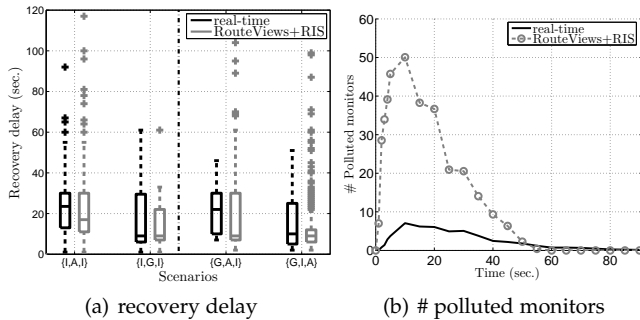 120
100
80
60
40
20
0
Recovery delay (sec.)
real-time
RouteViews+RIS
{I,A,I}
{I,G,I}
{G,A,I}
{G,I,A}
Scenarios
(a) recovery delay
60
50
40
30
20
10
0
# Polluted monitors
real-time
RouteViews+RIS
0
20
40
60
80
Time (sec.)
(b) # polluted monitors